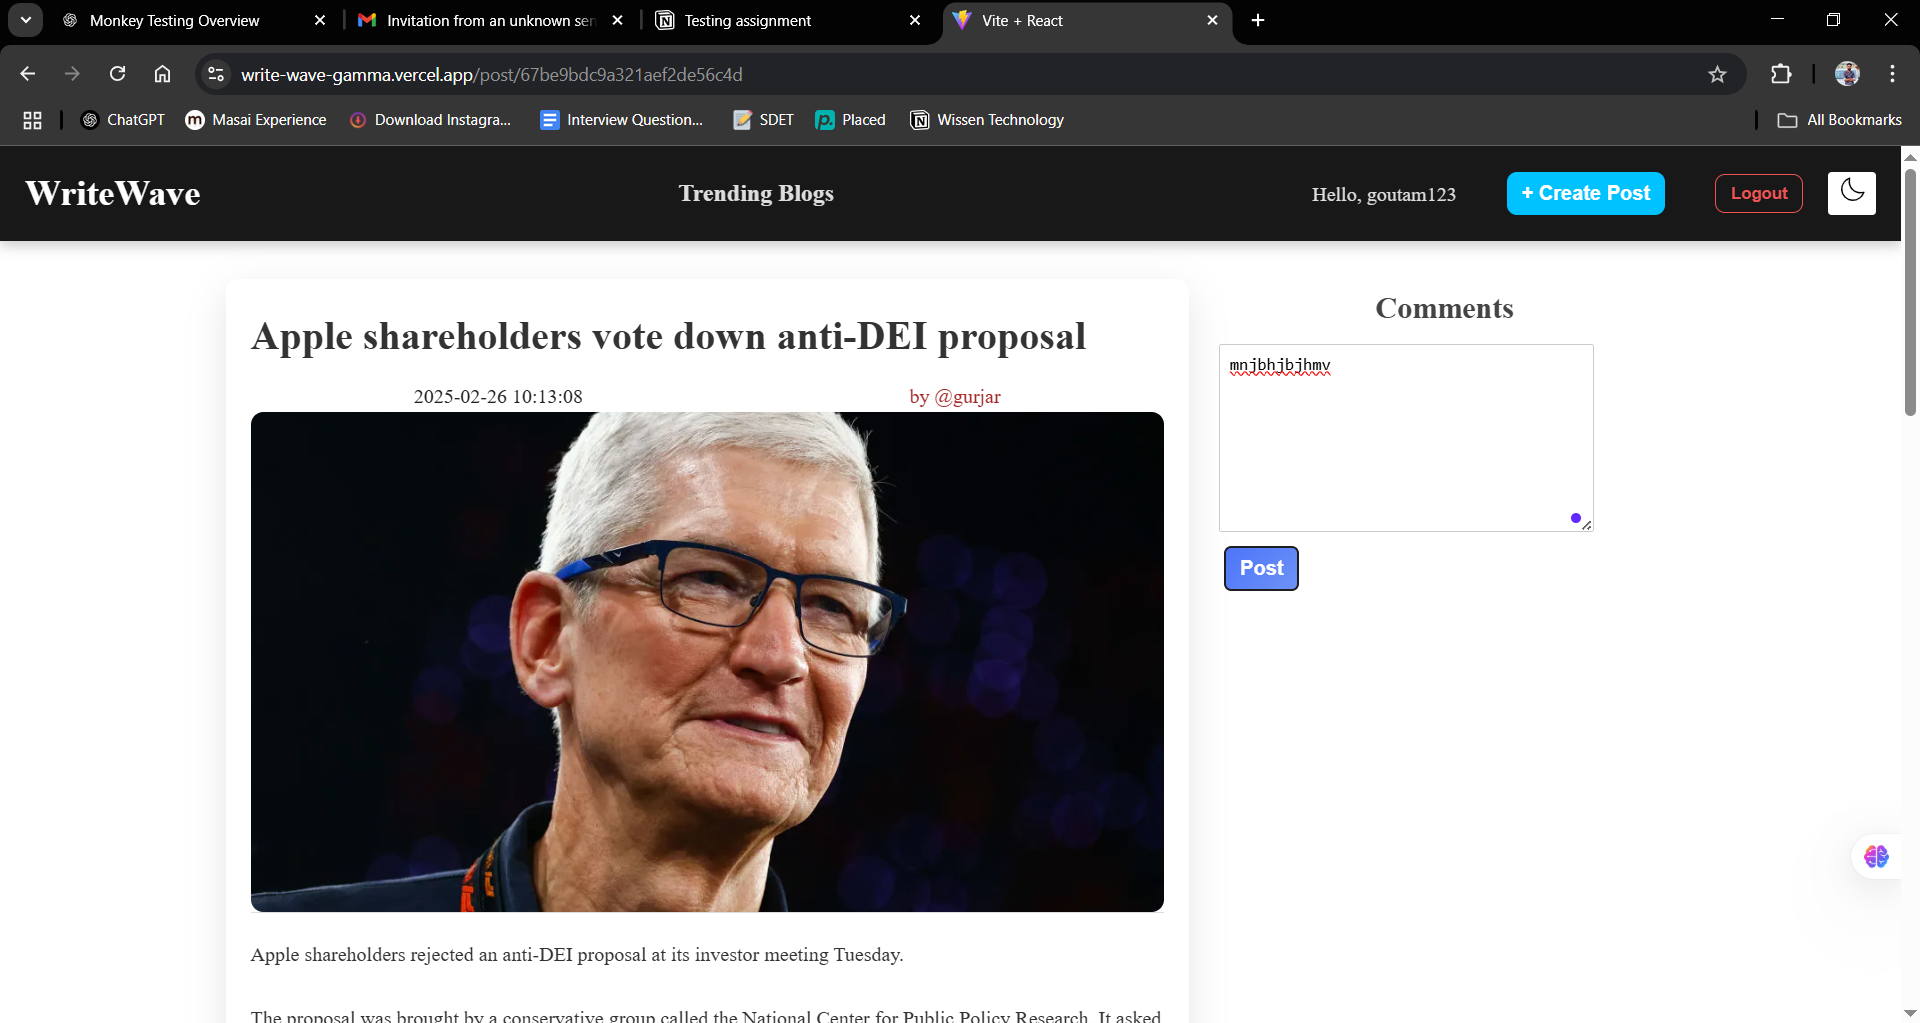 Monkey Testing Overview
Invitation from an unknown sen
Testing assignment
Vite + React
write-wave-gamma.vercel.app/post/67be9bdc9a321aef2de56c4d
ChatGPT
Masai Experience
Download Instagra...
Interview Question...
SDET
Placed
Wissen Technology
All Bookmarks
WriteWave
Trending Blogs
Hello, goutam123
+ Create Post
Logout
Apple shareholders vote down anti-DEI proposal
2025-02-26 10:13:08
by @gurjar
Apple shareholders rejected an anti-DEI proposal at its investor meeting Tuesday.
The proposal was brought by a conservative group called the National Center for Public Policy Research. It asked
Comments
mnjbhjbjhmv
Post